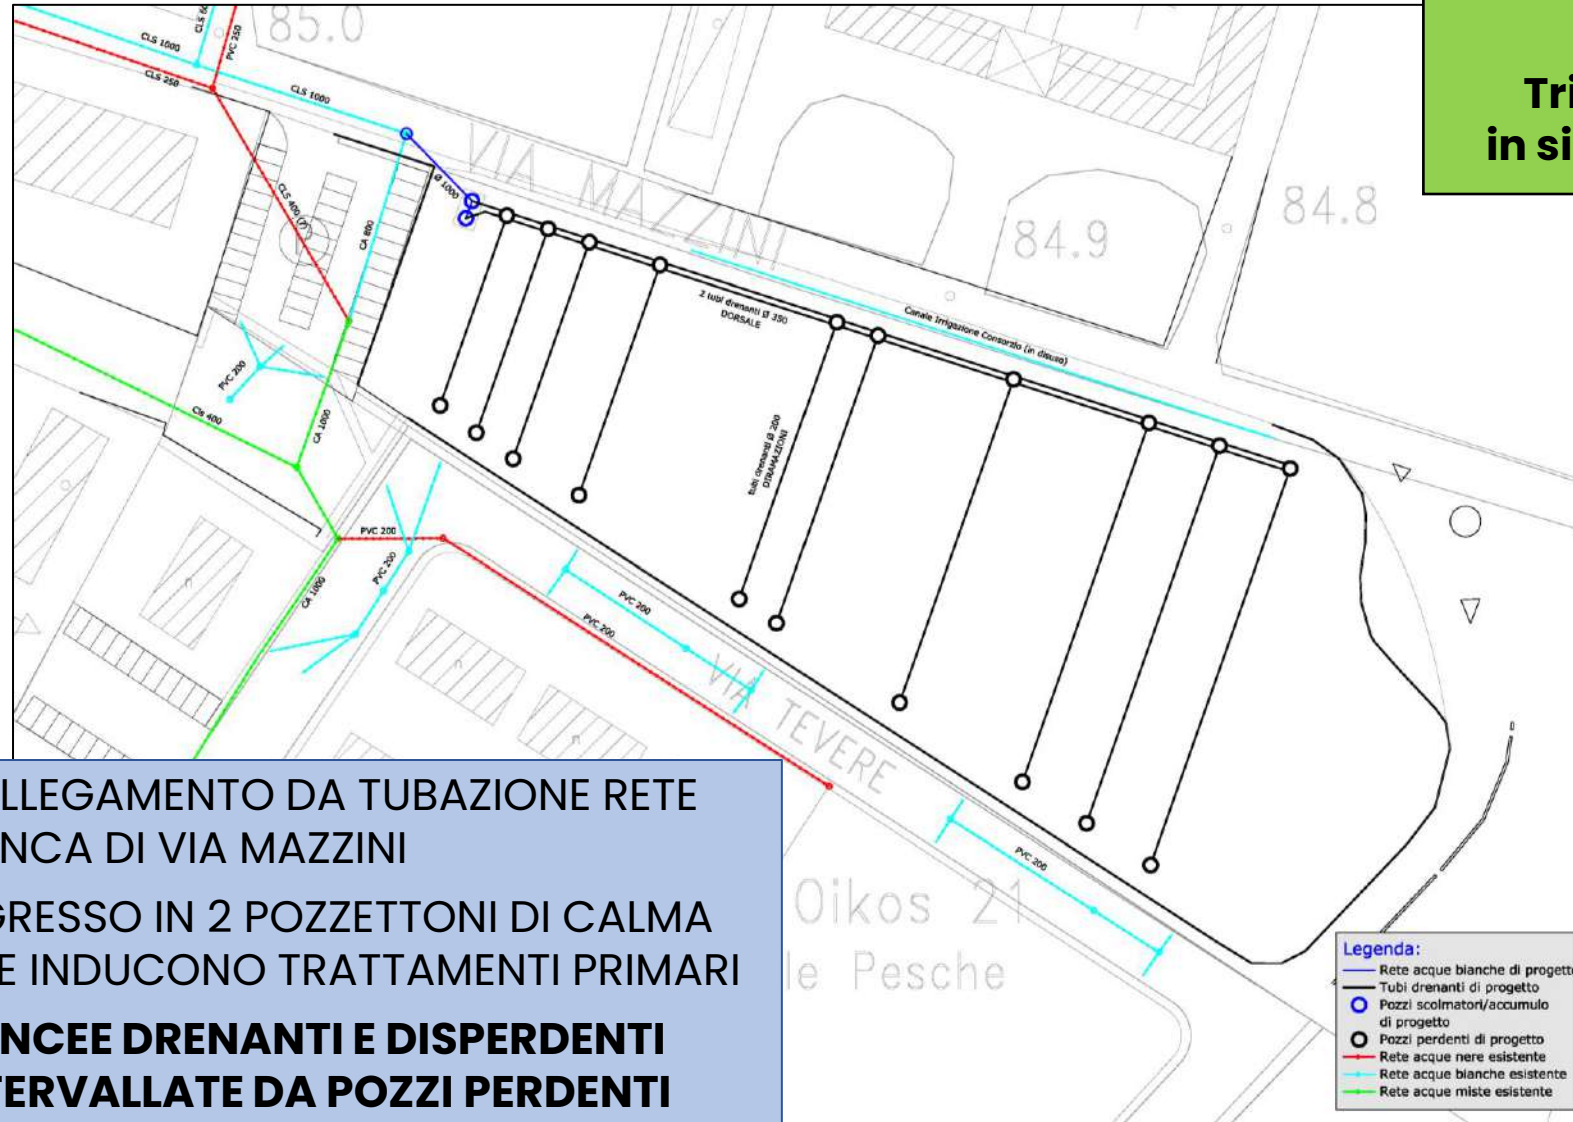 85.0
CLS 1000
PVC 250
CLS 250
CLS 1000
Ø 1000
VIA MAZZINI
84.9
84.8
CLS 400 (?)
CA 800
2 tubi drenanti Ø 350
DORSALE
Canale Irrigazione Consorzio (in disuso)
PVC 200
Cls 400
CA 1000
tubi drenanti Ø 200
DIRAMAZIONI
PVC 200
PVC 200
CA 1000
PVC 200
PVC 200
VIA TEVERE
PVC 200
Oikos 21
le Pesche
Tri
in si
LLEGAMENTO DA TUBAZIONE RETE
NCA DI VIA MAZZINI
GRESSO IN 2 POZZETTONI DI CALMA
E INDUCONO TRATTAMENTI PRIMARI
NCEE DRENANTI E DISPERDENTI
TERVALLATE DA POZZI PERDENTI
Legenda:
Rete acque bianche di progetto
Tubi drenanti di progetto
Pozzi scolmatori/accumulo
di progetto
Pozzi perdenti di progetto
Rete acque nere esistente
Rete acque bianche esistente
Rete acque miste esistente